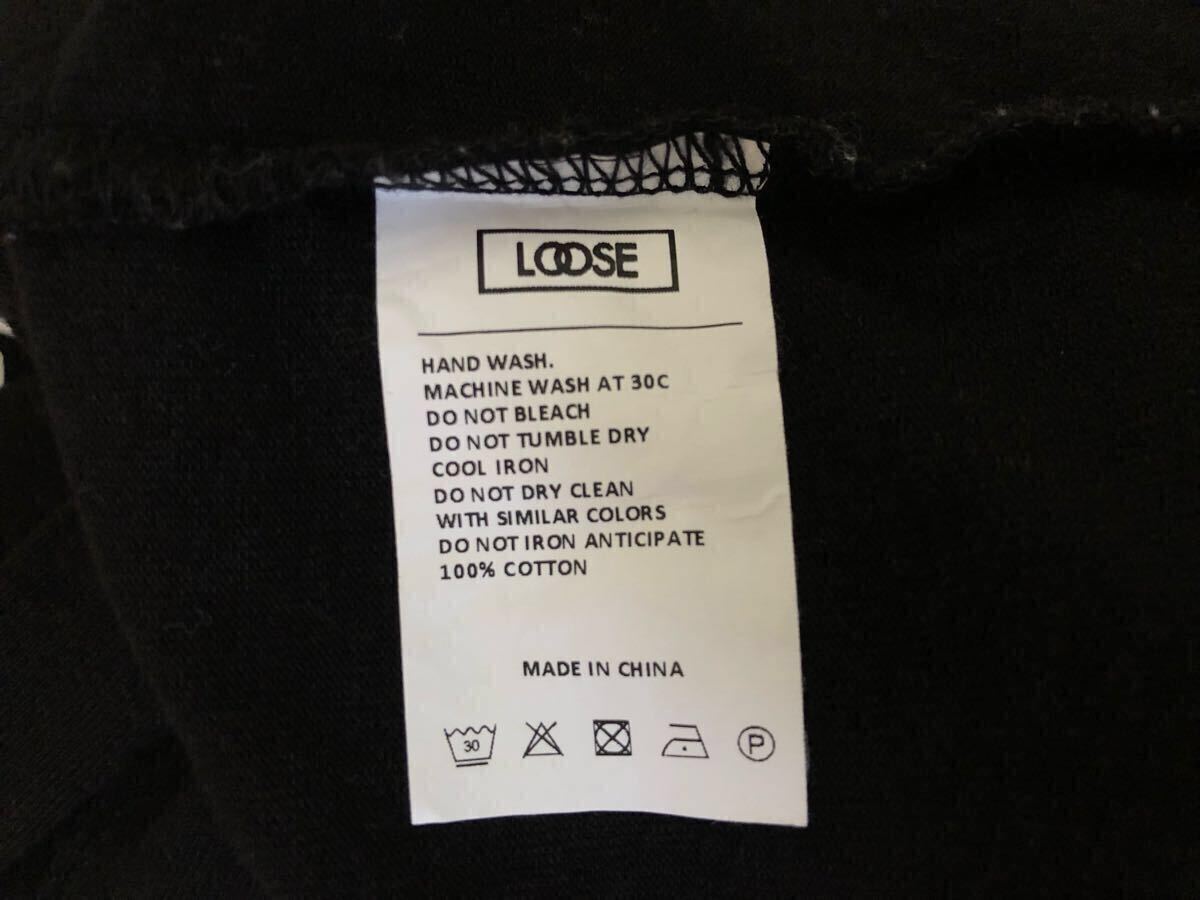 LOOSE
HAND WASH.
MACHINE WASH AT 30C
DO NOT BLEACH
DO NOT TUMBLE DRY
COOL IRON
DO NOT DRY CLEAN
WITH SIMILAR COLORS
DO NOT IRON ANTICIPATE
100% COTTON
MADE IN CHINA
30 P